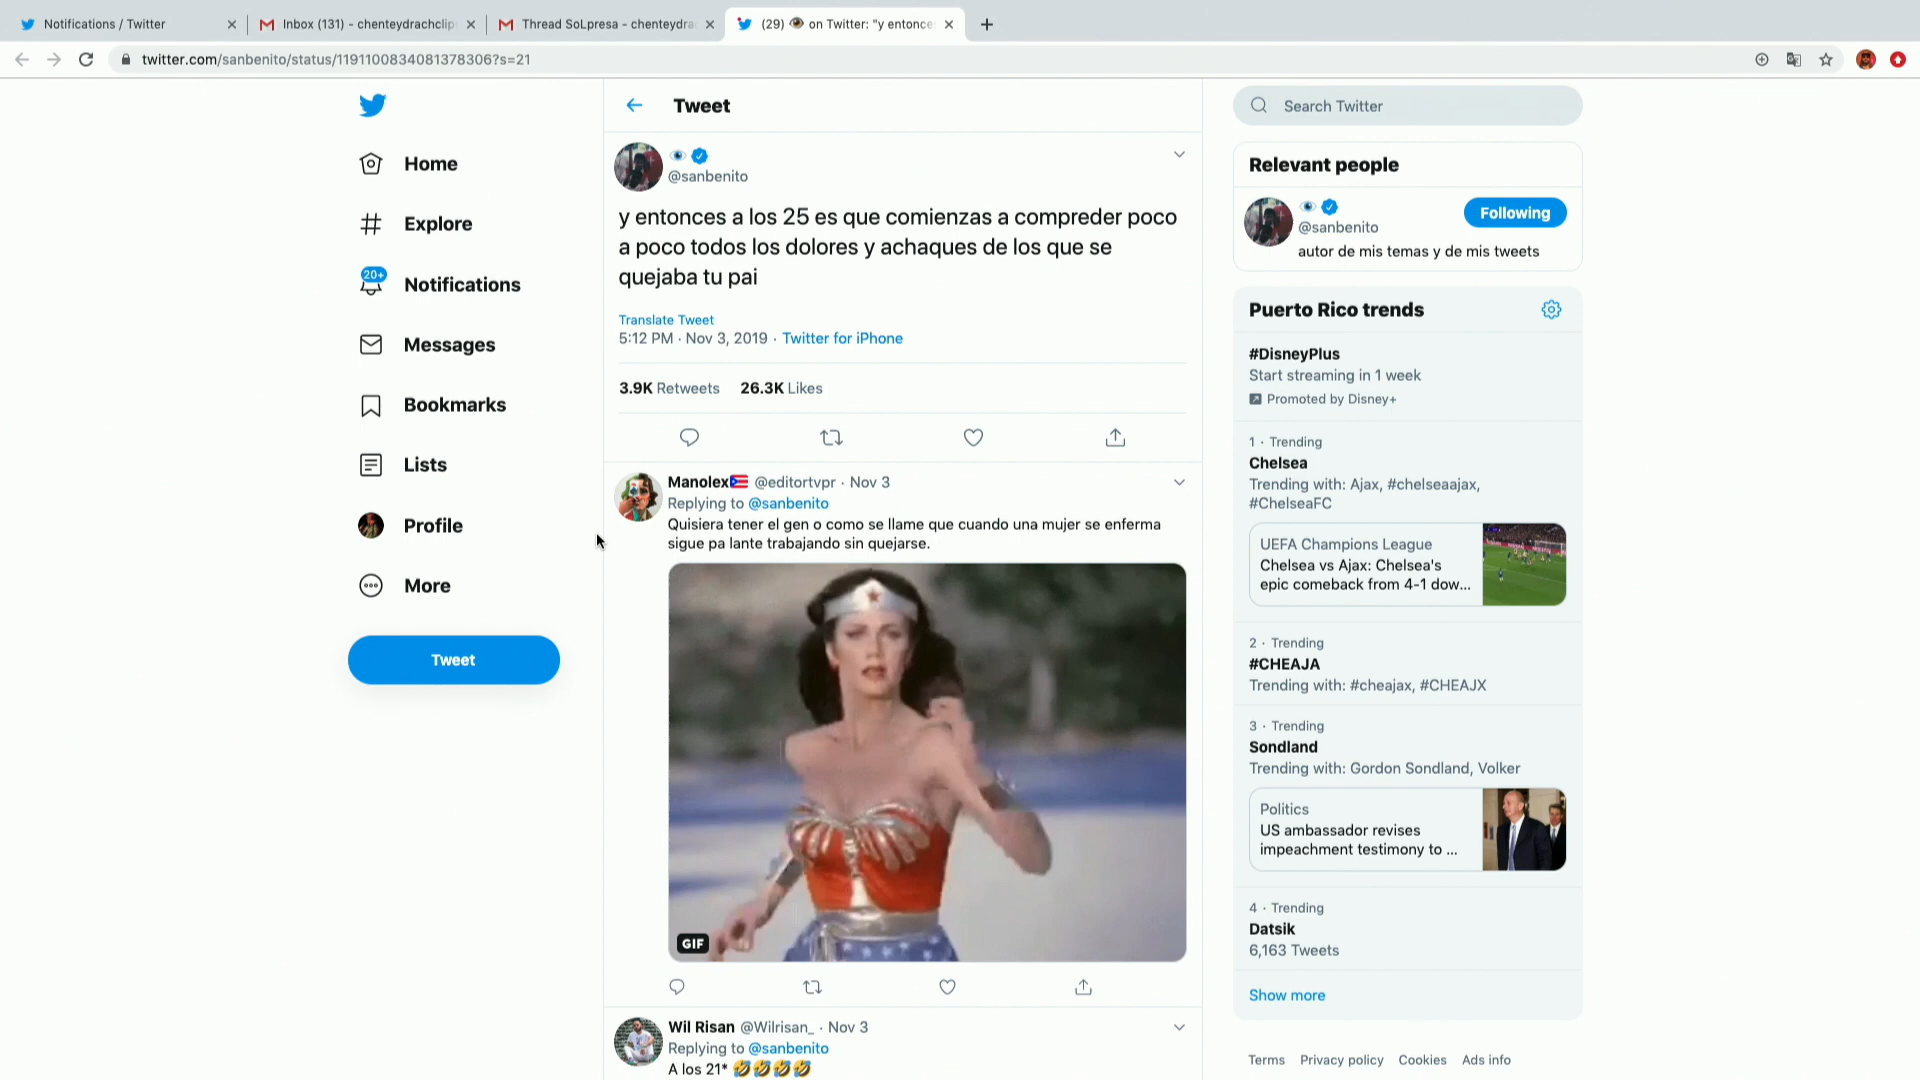 Notifications / Twitter
Inbox (131) - chenteydrachclip
Thread SoLpresa - chenteydra
(29) 👁 on Twitter: "y entonce
twitter.com/sanbenito/status/1191100834081378306?s=21
Home
Explore
20+
Notifications
Messages
Bookmarks
Lists
Profile
More
Tweet
Tweet
👁
@sanbenito
y entonces a los 25 es que comienzas a compreder poco
a poco todos los dolores y achaques de los que se
quejaba tu pai
Translate Tweet
5:12 PM · Nov 3, 2019 · Twitter for iPhone
3.9K Retweets 26.3K Likes
Manolex🇵🇷 @editortvpr · Nov 3
Replying to @sanbenito
Quisiera tener el gen o como se llame que cuando una mujer se enferma
sigue pa lante trabajando sin quejarse.
GIF
Wil Risan @Wilrisan_ · Nov 3
Replying to @sanbenito
A los 21* 🤣🤣🤣🤣
Search Twitter
Relevant people
👁
@sanbenito
Following
autor de mis temas y de mis tweets
Puerto Rico trends
#DisneyPlus
Start streaming in 1 week
Promoted by Disney+
1 · Trending
Chelsea
Trending with: Ajax, #chelseaajax,
#ChelseaFC
UEFA Champions League
Chelsea vs Ajax: Chelsea's
epic comeback from 4-1 dow...
2 · Trending
#CHEAJA
Trending with: #cheajax, #CHEAJX
3 · Trending
Sondland
Trending with: Gordon Sondland, Volker
Politics
US ambassador revises
impeachment testimony to ...
4 · Trending
Datsik
6,163 Tweets
Show more
Terms Privacy policy Cookies Ads info